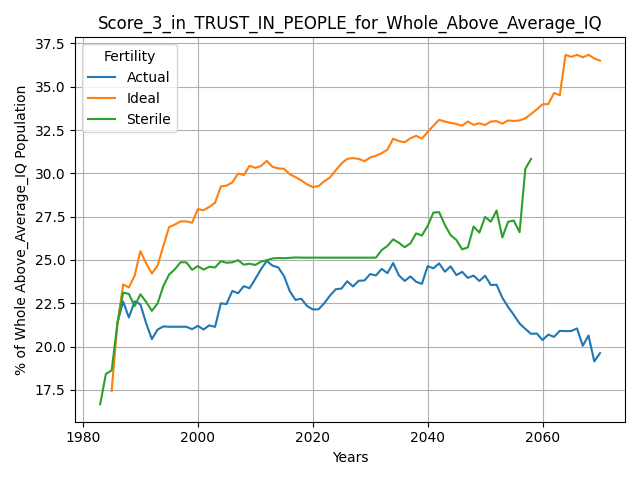 Score_3_in_TRUST_IN_PEOPLE_for_Whole_Above_Average_IQ
Fertility
Actual
Ideal
Sterile
% of Whole Above_Average_IQ Population
37.5
35.0
32.5
30.0
27.5
25.0
22.5
20.0
17.5
1980
2000
2020
2040
2060
Years